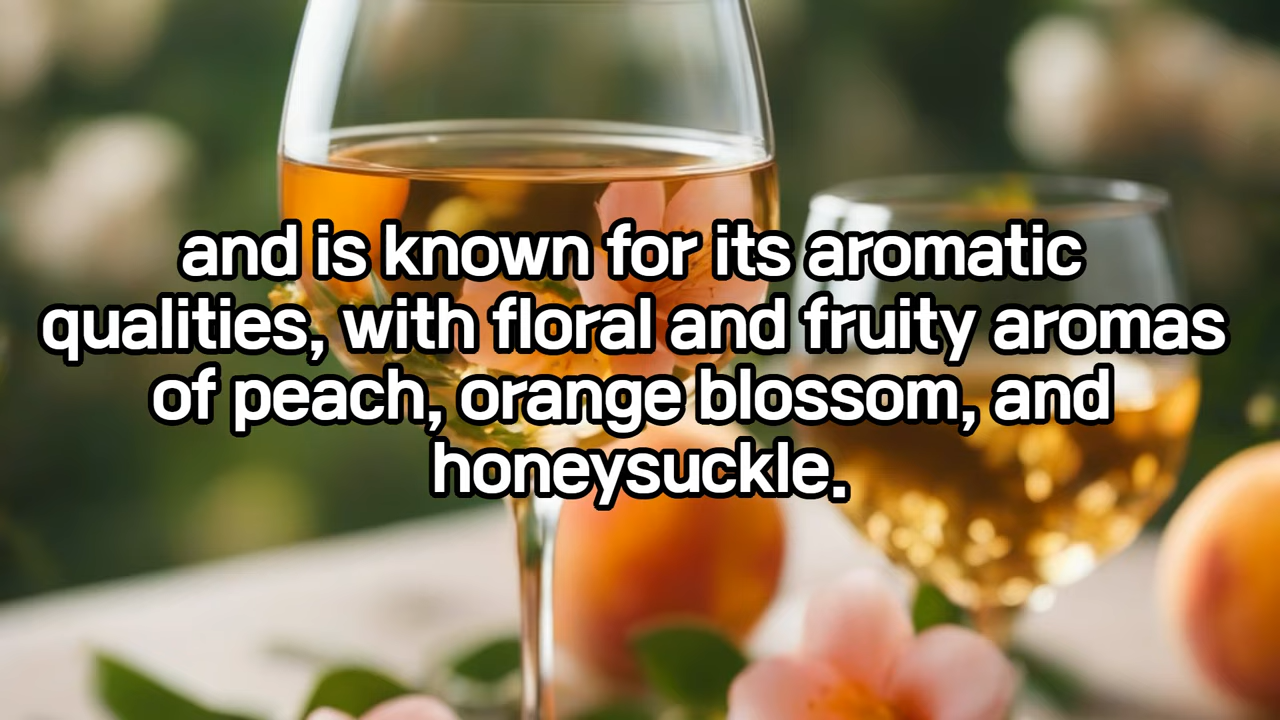 and is known for its aromatic
qualities, with floral and fruity aromas
of peach, orange blossom, and
honeysuckle.